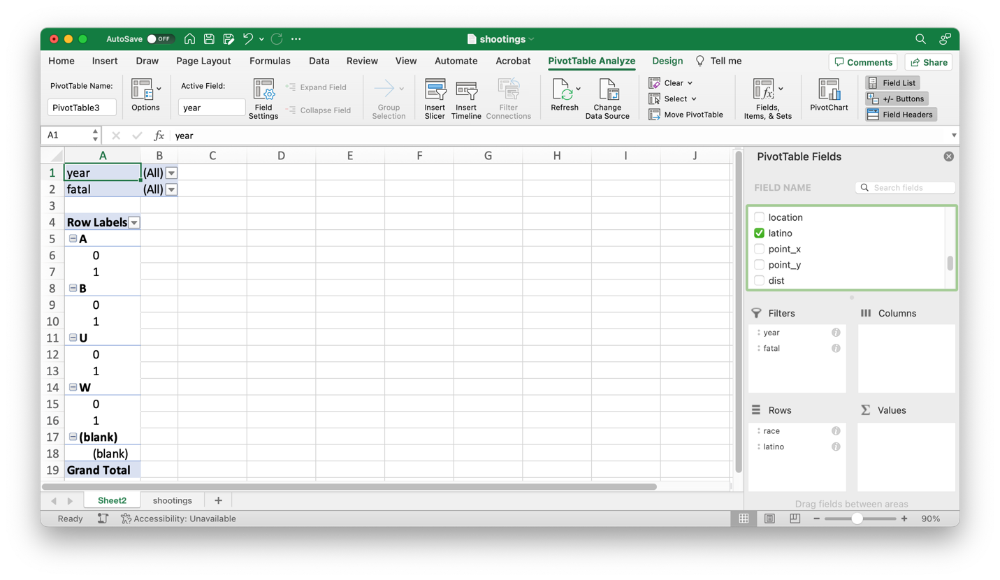 AutoSave OFF shootings
Home Insert Draw Page Layout Formulas Data Review View Automate Acrobat PivotTable Analyze Design Tell me Comments Share
PivotTable Name:
PivotTable3
Options
Active Field:
year
Field
Settings
Expand Field
Collapse Field
Group
Selection
Insert
Slicer
Insert
Timeline
Filter
Connections
Refresh
Change
Data Source
Clear
Select
Move PivotTable
Fields,
Items, & Sets
PivotChart
Field List
+/- Buttons
Field Headers
A1 fx year
A B C D E F G H I J
1 year (All)
2 fatal (All)
3
4 Row Labels
5 A
6 0
7 1
8 B
9 0
10 1
11 U
12 0
13 1
14 W
15 0
16 1
17 (blank)
18 (blank)
19 Grand Total
PivotTable Fields
FIELD NAME Search fields
location
latino
point_x
point_y
dist
Filters
year
fatal
Columns
Rows
race
latino
Values
Drag fields between areas
Sheet2 shootings +
Ready Accessibility: Unavailable 90%